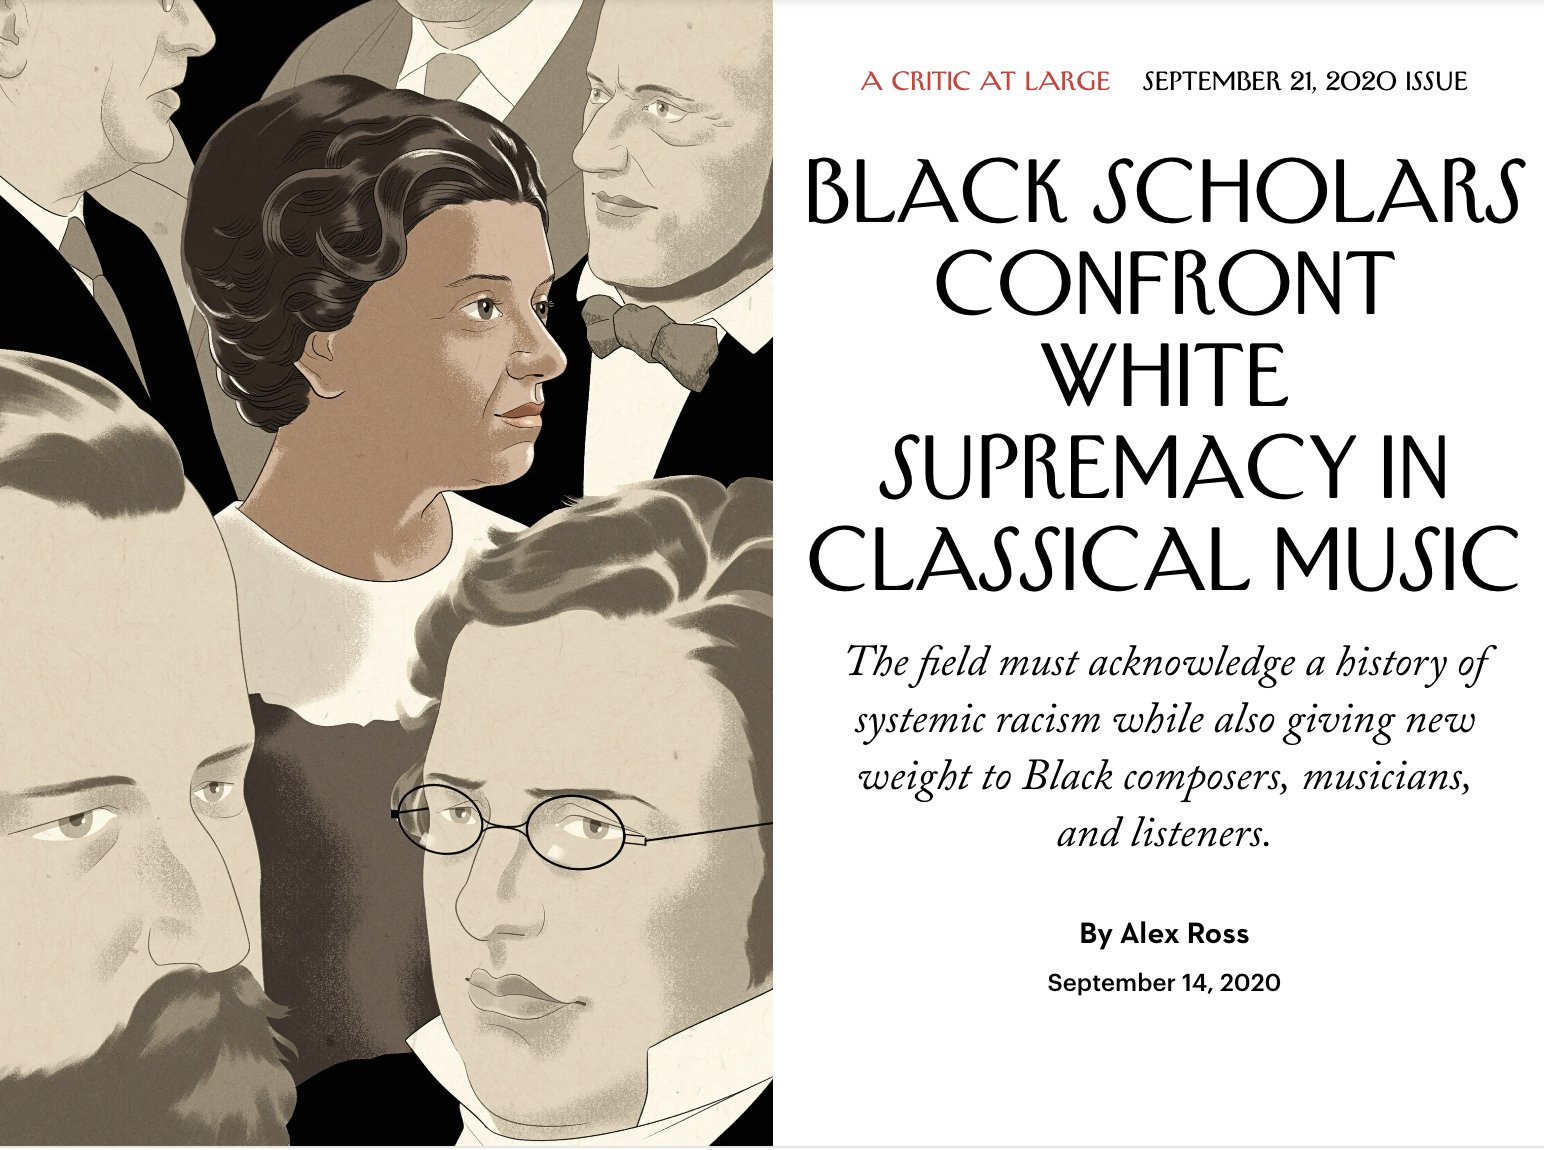 A CRITIC AT LARGE SEPTEMBER 21, 2020 ISSUE
BLACK SCHOLARS
CONFRONT
WHITE
SUPREMACY IN
CLASSICAL MUSIC
The field must acknowledge a history of
systemic racism while also giving new
weight to Black composers, musicians,
and listeners.
By Alex Ross
September 14, 2020